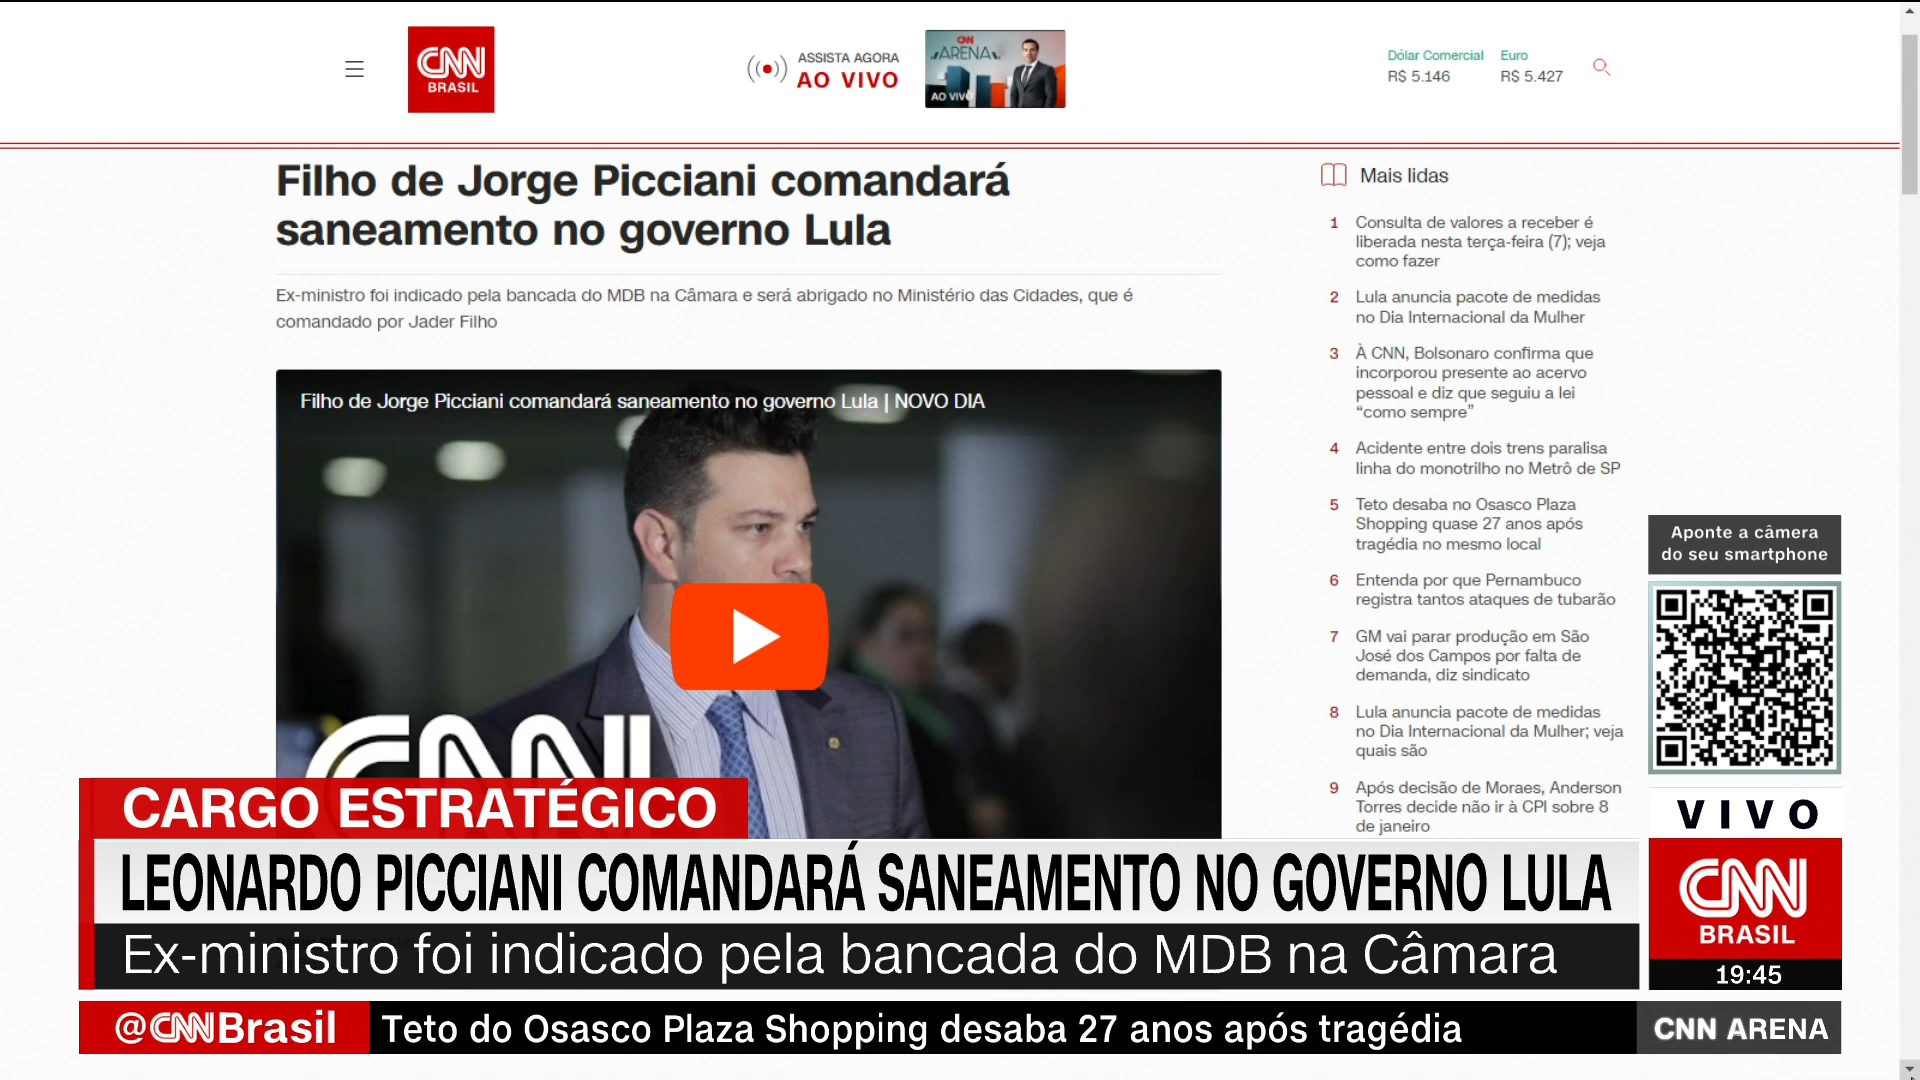 CNN
BRASIL
ASSISTA AGORA
AO VIVO
CNN
ARENA
AO VIVO
Dólar Comercial
R$ 5.146
Euro
R$ 5.427
Filho de Jorge Picciani comandará
saneamento no governo Lula
Ex-ministro foi indicado pela bancada do MDB na Câmara e será abrigado no Ministério das Cidades, que é
comandado por Jader Filho
Filho de Jorge Picciani comandará saneamento no governo Lula | NOVO DIA
CNN
Mais lidas
1 Consulta de valores a receber é
liberada nesta terça-feira (7); veja
como fazer
2 Lula anuncia pacote de medidas
no Dia Internacional da Mulher
3 À CNN, Bolsonaro confirma que
incorporou presente ao acervo
pessoal e diz que seguiu a lei
“como sempre”
4 Acidente entre dois trens paralisa
linha do monotrilho no Metrô de SP
5 Teto desaba no Osasco Plaza
Shopping quase 27 anos após
tragédia no mesmo local
6 Entenda por que Pernambuco
registra tantos ataques de tubarão
7 GM vai parar produção em São
José dos Campos por falta de
demanda, diz sindicato
8 Lula anuncia pacote de medidas
no Dia Internacional da Mulher; veja
quais são
9 Após decisão de Moraes, Anderson
Torres decide não ir à CPI sobre 8
de janeiro
Aponte a câmera
do seu smartphone
VIVO
CNN
BRASIL
19:45
CARGO ESTRATÉGICO
LEONARDO PICCIANI COMANDARÁ SANEAMENTO NO GOVERNO LULA
Ex-ministro foi indicado pela bancada do MDB na Câmara
@CNNBrasil
Teto do Osasco Plaza Shopping desaba 27 anos após tragédia
CNN ARENA